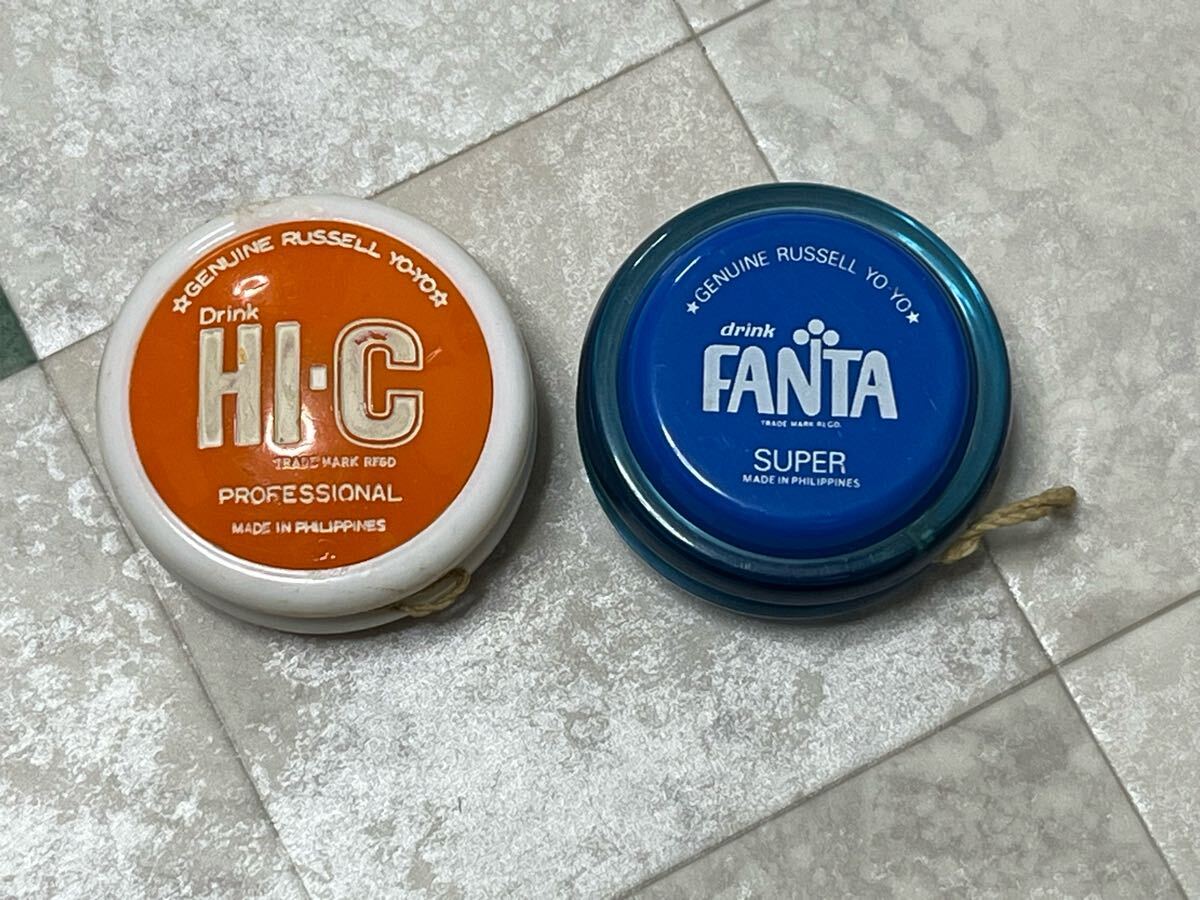 ☆GENUINE RUSSELL YO-YO☆
Drink
HI-C
TRADE MARK REGD
PROFESSIONAL
MADE IN PHILIPPINES
★GENUINE RUSSELL YO-YO★
drink
FANTA
TRADE MARK REGD.
SUPER
MADE IN PHILIPPINES